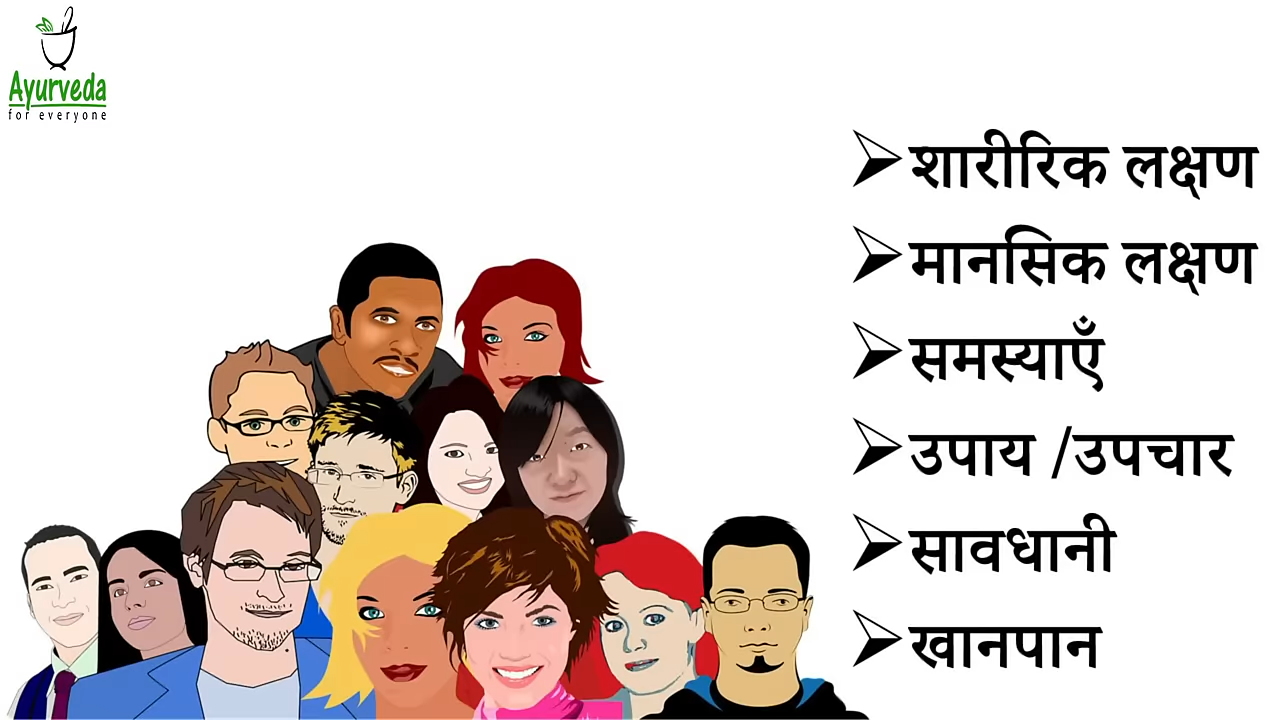 Ayurveda
for everyone
शारीरिक लक्षण
मानसिक लक्षण
समस्याएँ
उपाय /उपचार
सावधानी
खानपान